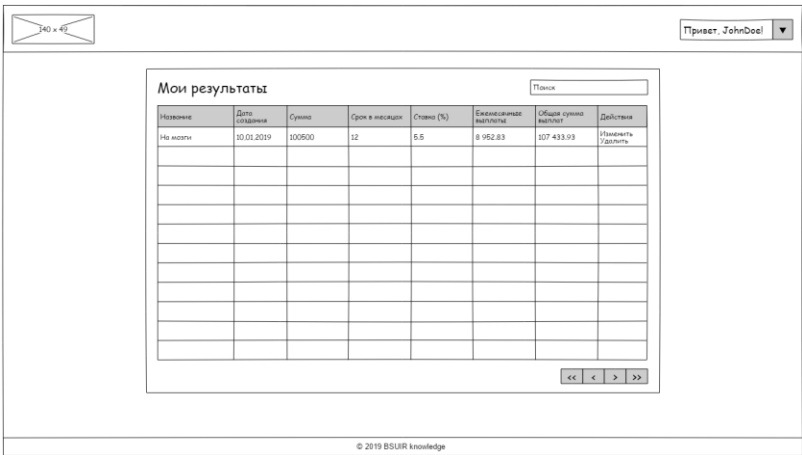 140 x 49
Привет, JohnDoe!
Мои результаты
Поиск
Название
Дата
создания
Сумма
Срок в месяцах
Ставка (%)
Ежемесячные
выплаты
Общая сумма
выплат
Действия
На мозги
10.01.2019
100500
12
5.5
8 952.83
107 433.93
Изменить
Удалить
<< < > >>
© 2019 BSUIR knowledge